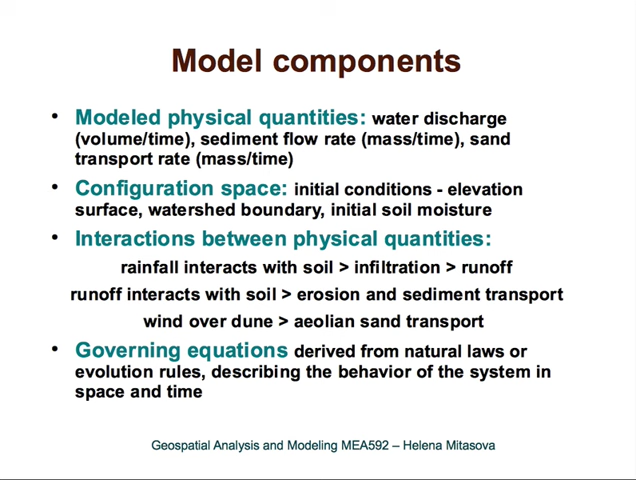 Model components
• Modeled physical quantities: water discharge
(volume/time), sediment flow rate (mass/time), sand
transport rate (mass/time)
• Configuration space: initial conditions - elevation
surface, watershed boundary, initial soil moisture
• Interactions between physical quantities:
rainfall interacts with soil > infiltration > runoff
runoff interacts with soil > erosion and sediment transport
wind over dune > aeolian sand transport
• Governing equations derived from natural laws or
evolution rules, describing the behavior of the system in
space and time
Geospatial Analysis and Modeling MEA592 – Helena Mitasova